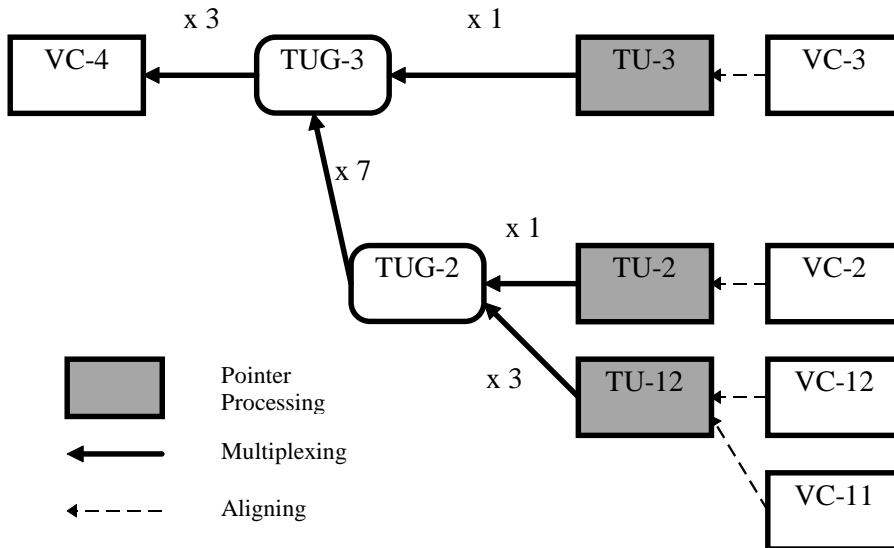 x 3
x 1
VC-4
TUG-3
TU-3
VC-3
x 7
x 1
TUG-2
TU-2
VC-2
x 3
TU-12
VC-12
Pointer
Processing
Multiplexing
VC-11
Aligning